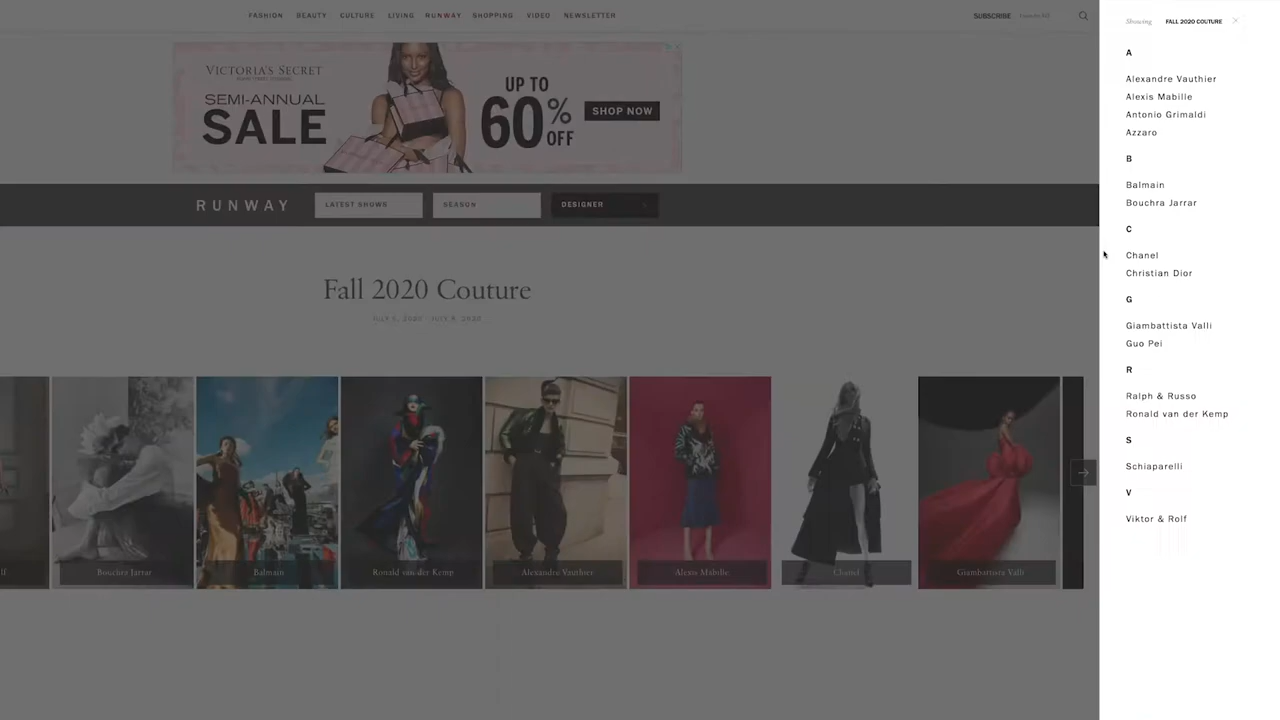 FASHION BEAUTY CULTURE LIVING RUNWAY SHOPPING VIDEO NEWSLETTER
SUBSCRIBE
VICTORIA'S SECRET
SEMI-ANNUAL
SALE
UP TO
60%
OFF
SHOP NOW
RUNWAY
LATEST SHOWS
SEASON
DESIGNER
Fall 2020 Couture
Bouchra Jarrar
Balmain
Ronald van der Kemp
Alexandre Vauthier
Alexis Mabille
Chanel
Giambattista Valli
Showing FALL 2020 COUTURE
A
Alexandre Vauthier
Alexis Mabille
Antonio Grimaldi
Azzaro
B
Balmain
Bouchra Jarrar
C
Chanel
Christian Dior
G
Giambattista Valli
Guo Pei
R
Ralph & Russo
Ronald van der Kemp
S
Schiaparelli
V
Viktor & Rolf